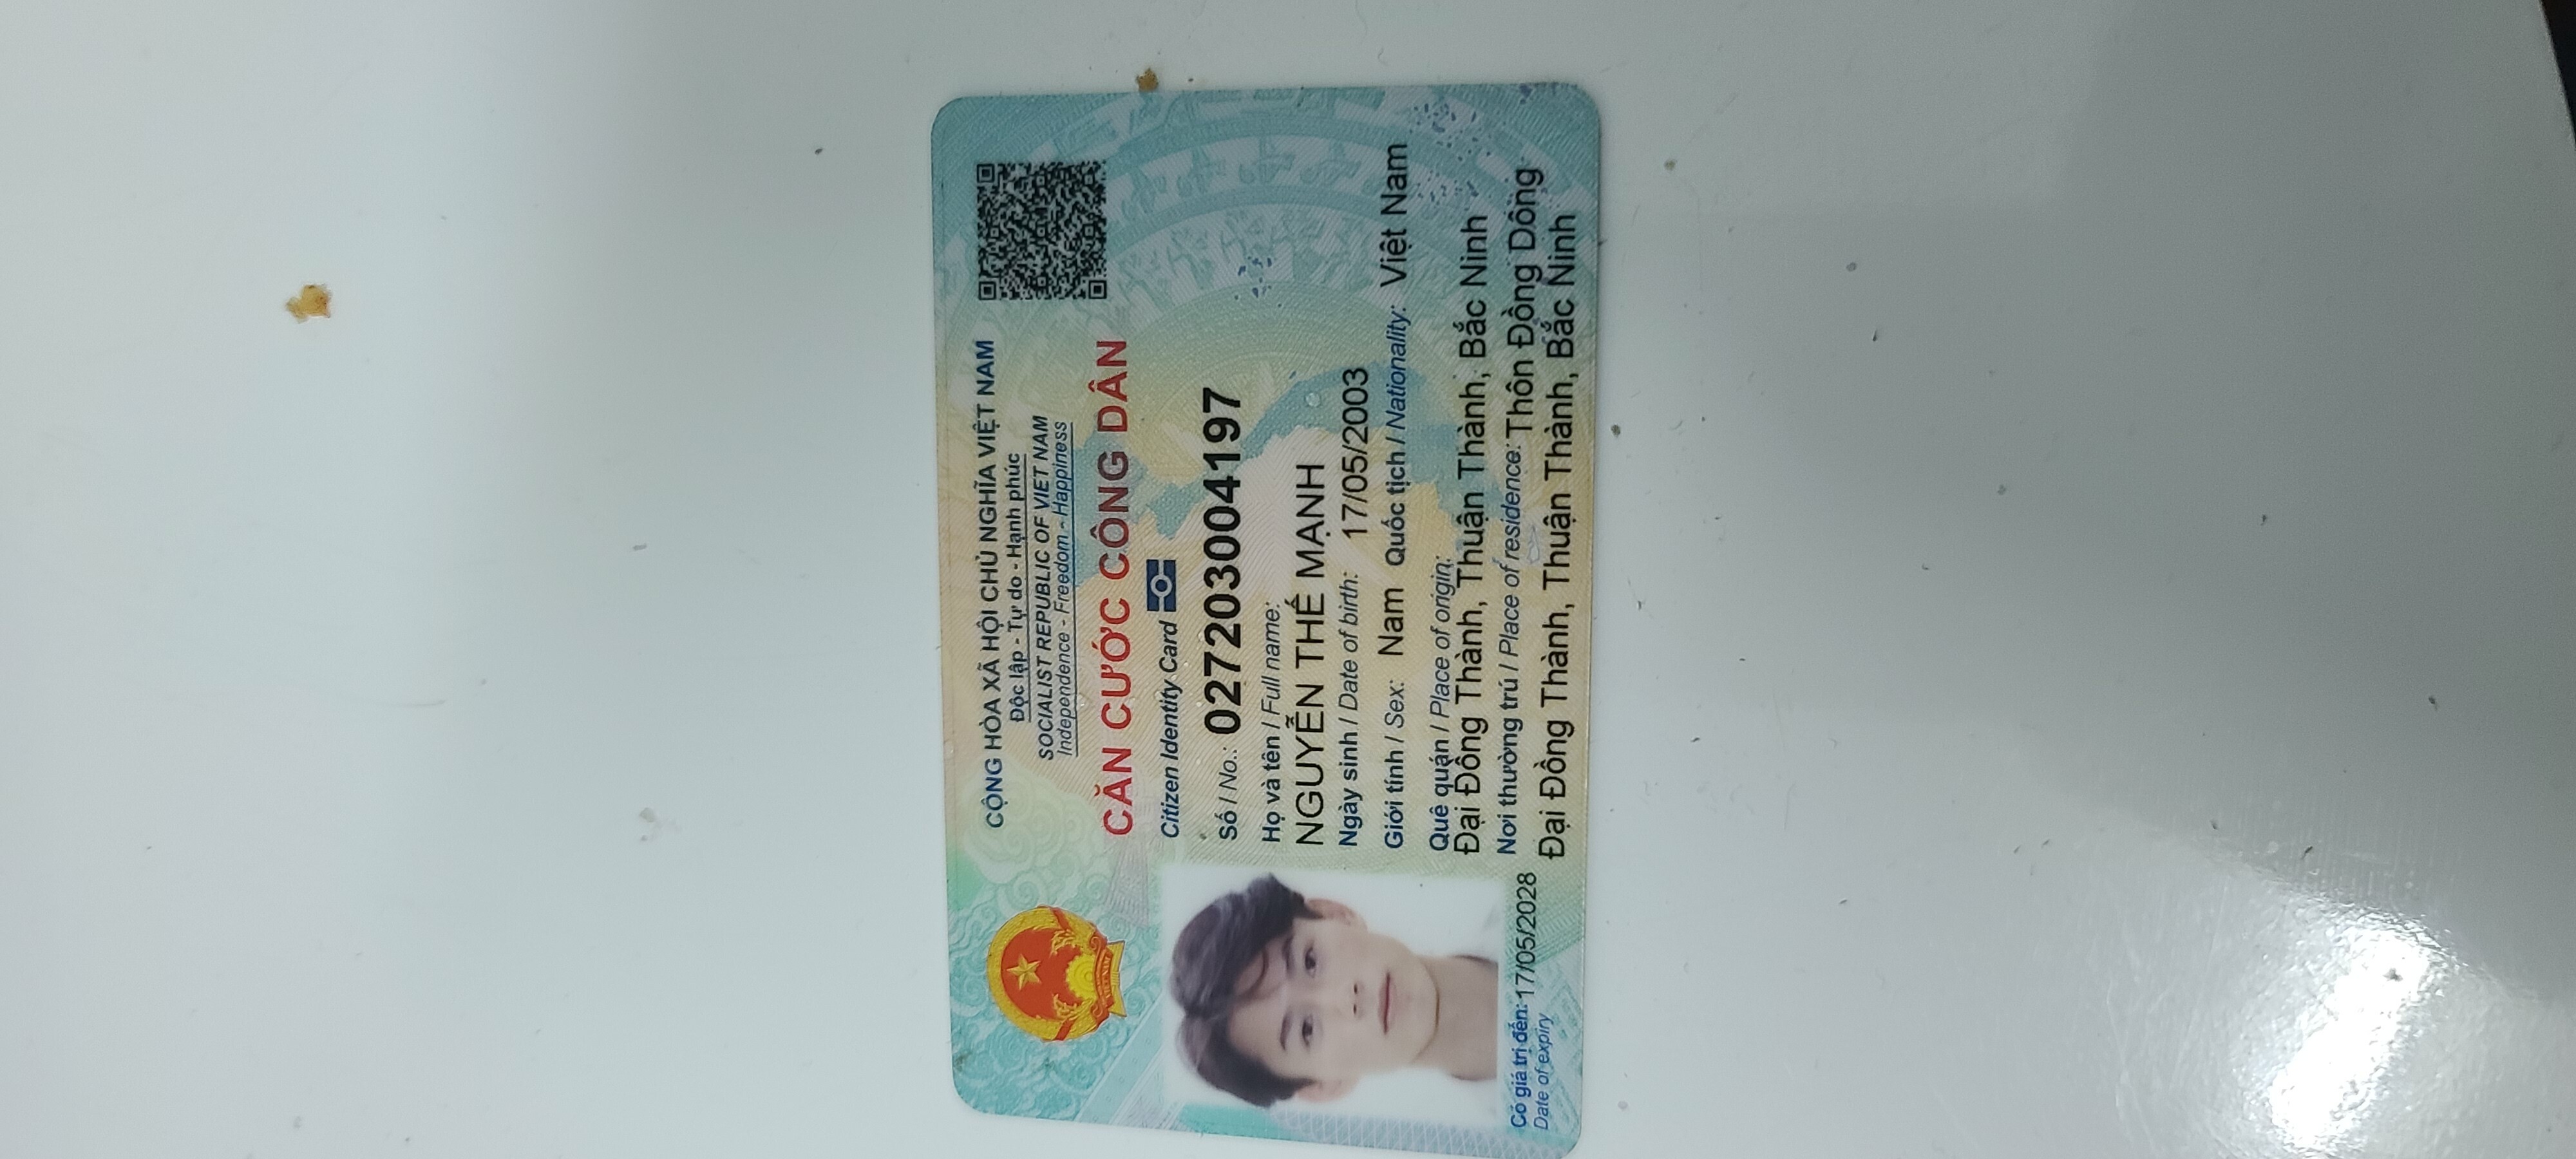 CỘNG HÒA XÃ HỘI CHỦ NGHĨA VIỆT NAM
Độc lập - Tự do - Hạnh phúc
SOCIALIST REPUBLIC OF VIET NAM
Independence - Freedom - Happiness
CĂN CƯỚC CÔNG DÂN
Citizen Identity Card
Số / No.: 027203004197
Họ và tên / Full name:
NGUYỄN THẾ MẠNH
Ngày sinh / Date of birth: 17/05/2003
Giới tính / Sex: Nam Quốc tịch / Nationality: Việt Nam
Quê quán / Place of origin:
Đại Đồng Thành, Thuận Thành, Bắc Ninh
Nơi thường trú / Place of residence: Thôn Đồng Dông
Đại Đồng Thành, Thuận Thành, Bắc Ninh
Có giá trị đến: 17/05/2028
Date of expiry